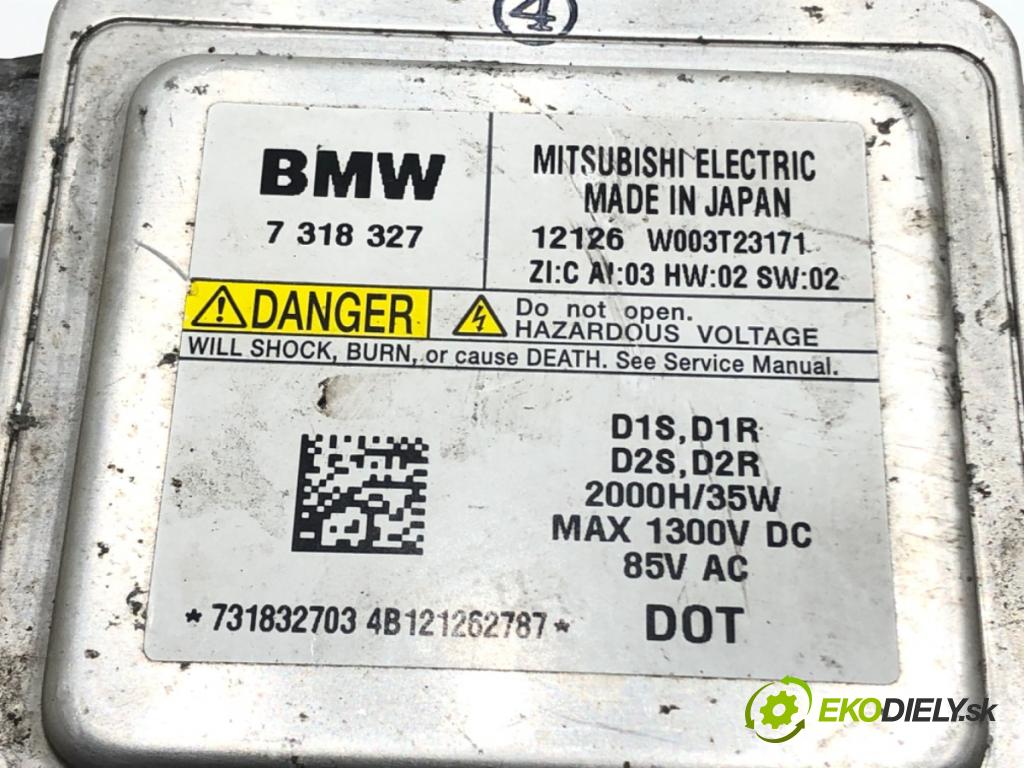 4
BMW
7 318 327
MITSUBISHI ELECTRIC
MADE IN JAPAN
12126 W003T23171
ZI:C AI:03 HW:02 SW:02
DANGER
Do not open.
HAZARDOUS VOLTAGE
WILL SHOCK, BURN, or cause DEATH. See Service Manual.
D1S, D1R
D2S, D2R
2000H/35W
MAX 1300V DC
85V AC
*731832703 4B121262787*
DOT
EKODIELY.sk